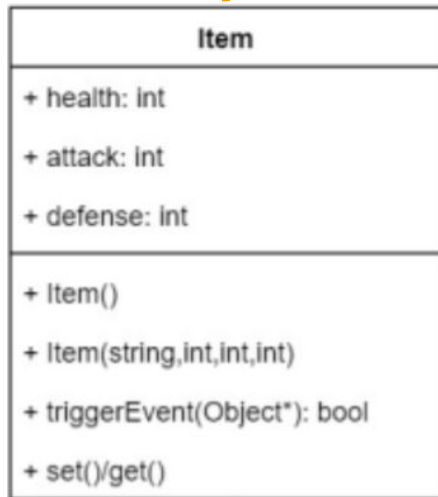 Item
+ health: int
+ attack: int
+ defense: int
+ Item()
+ Item(string,int,int,int)
+ triggerEvent(Object*): bool
+ set()/get()